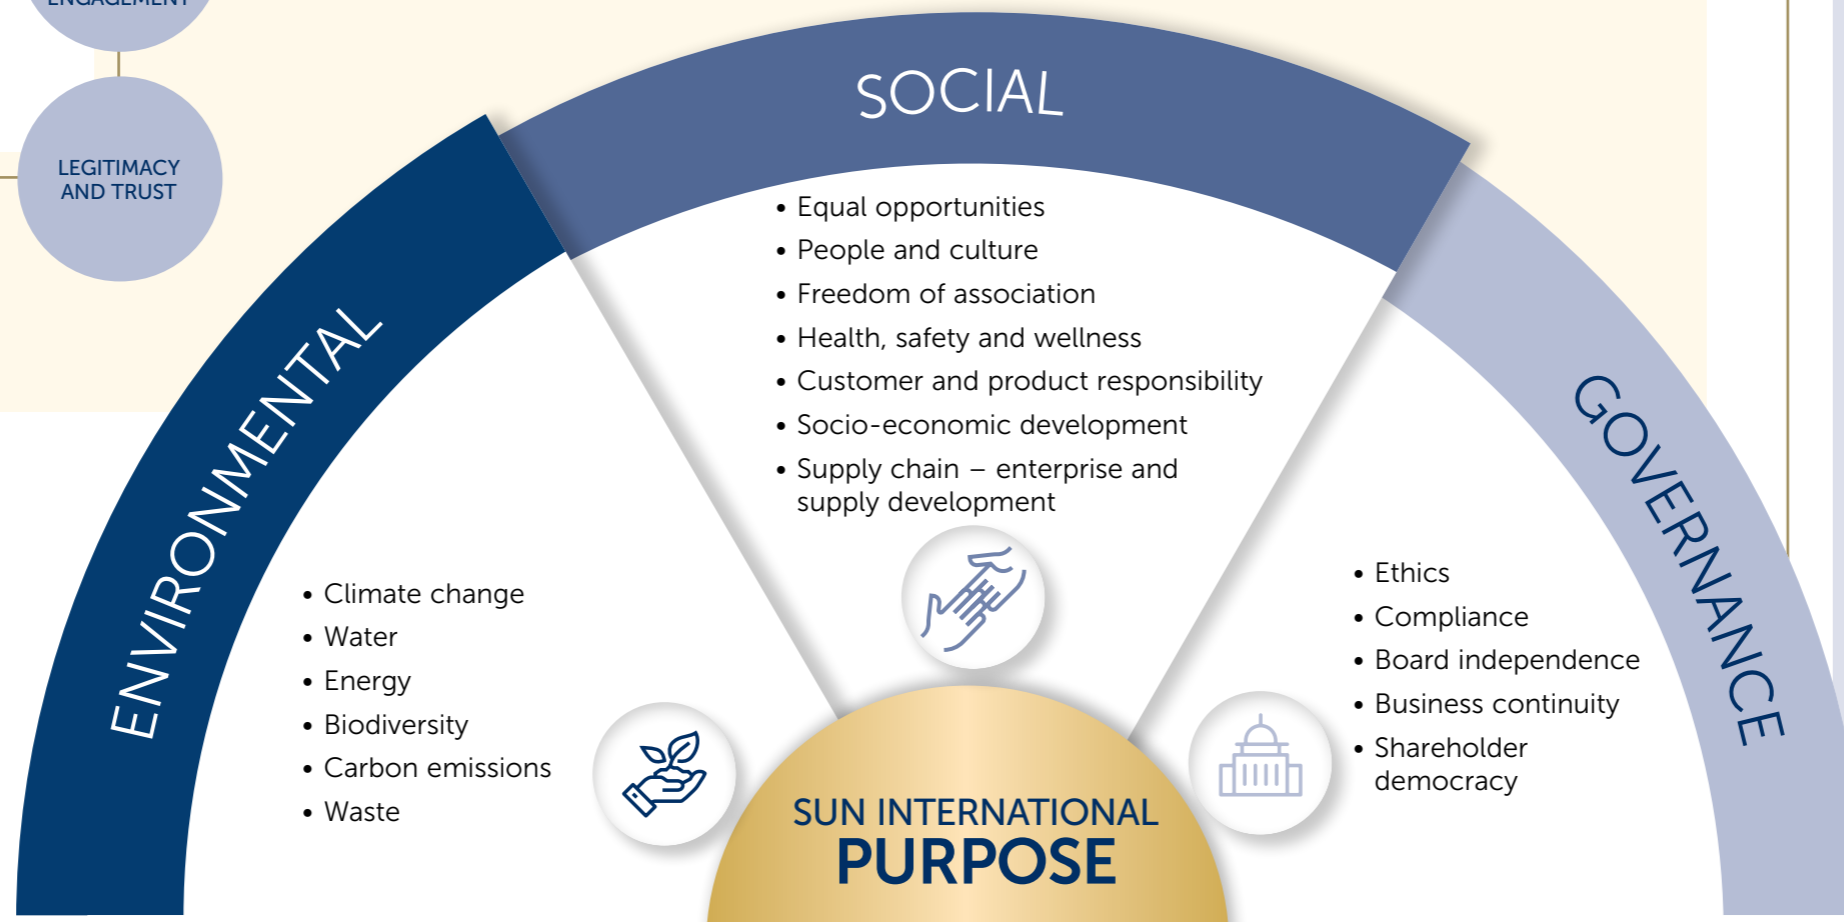 ENGAGEMENT
LEGITIMACY
AND TRUST
ENVIRONMENTAL
• Climate change
• Water
• Energy
• Biodiversity
• Carbon emissions
• Waste
SOCIAL
• Equal opportunities
• People and culture
• Freedom of association
• Health, safety and wellness
• Customer and product responsibility
• Socio-economic development
• Supply chain – enterprise and
supply development
GOVERNANCE
• Ethics
• Compliance
• Board independence
• Business continuity
• Shareholder
democracy
SUN INTERNATIONAL
PURPOSE